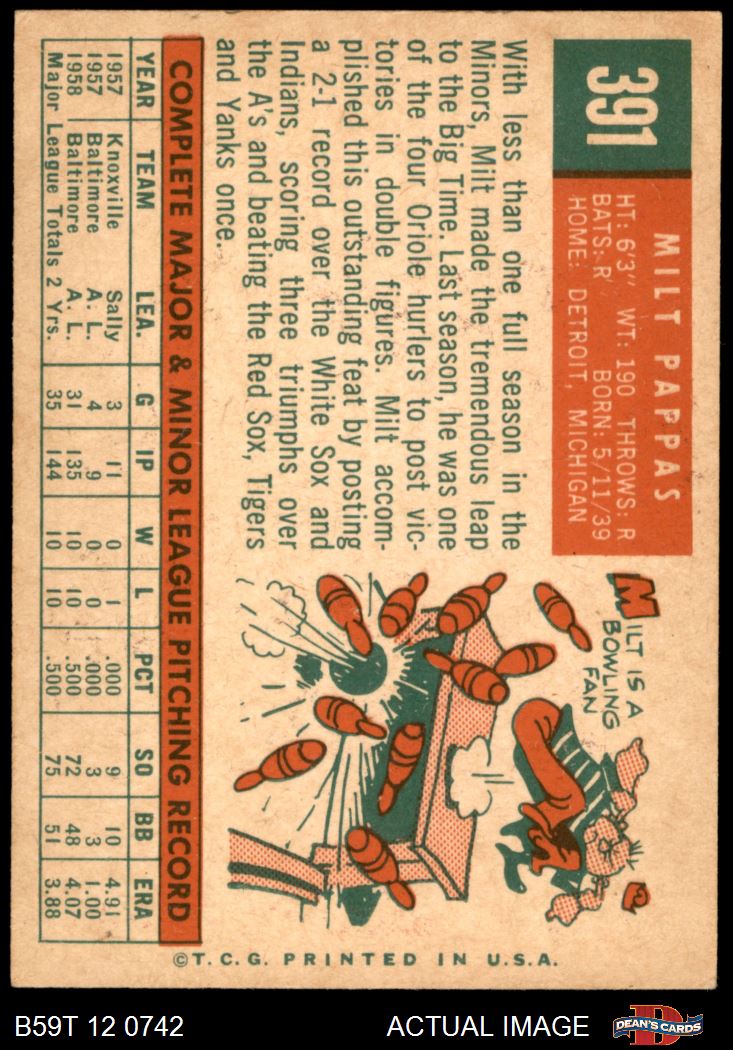 391
MILT PAPPAS
HT: 6'3" WT: 190 THROWS: R
BATS: R BORN: 5/11/39
HOME: DETROIT, MICHIGAN
With less than one full season in the
Minors, Milt made the tremendous leap
to the Big Time. Last season, he was one
of the four Oriole hurlers to post vic-
tories in double figures. Milt accom-
plished this outstanding feat by posting
a 2-1 record over the White Sox and
Indians, scoring three triumphs over
the A's and beating the Red Sox, Tigers
and Yanks once.
MILT IS A
BOWLING
FAN
COMPLETE MAJOR & MINOR LEAGUE PITCHING RECORD
YEAR TEAM LEA. G IP W L PCT SO BB ERA
1957 Knoxville Sally 3 11 0 1 .000 9 10 4.91
1957 Baltimore A. L. 4 9 0 0 .000 3 3 1.00
1958 Baltimore A. L. 31 135 10 10 .500 72 48 4.07
Major League Totals 2 Yrs. 35 144 10 10 .500 75 51 3.88
©T.C.G. PRINTED IN U.S.A.
B59T 12 0742
ACTUAL IMAGE
DEAN'S CARDS